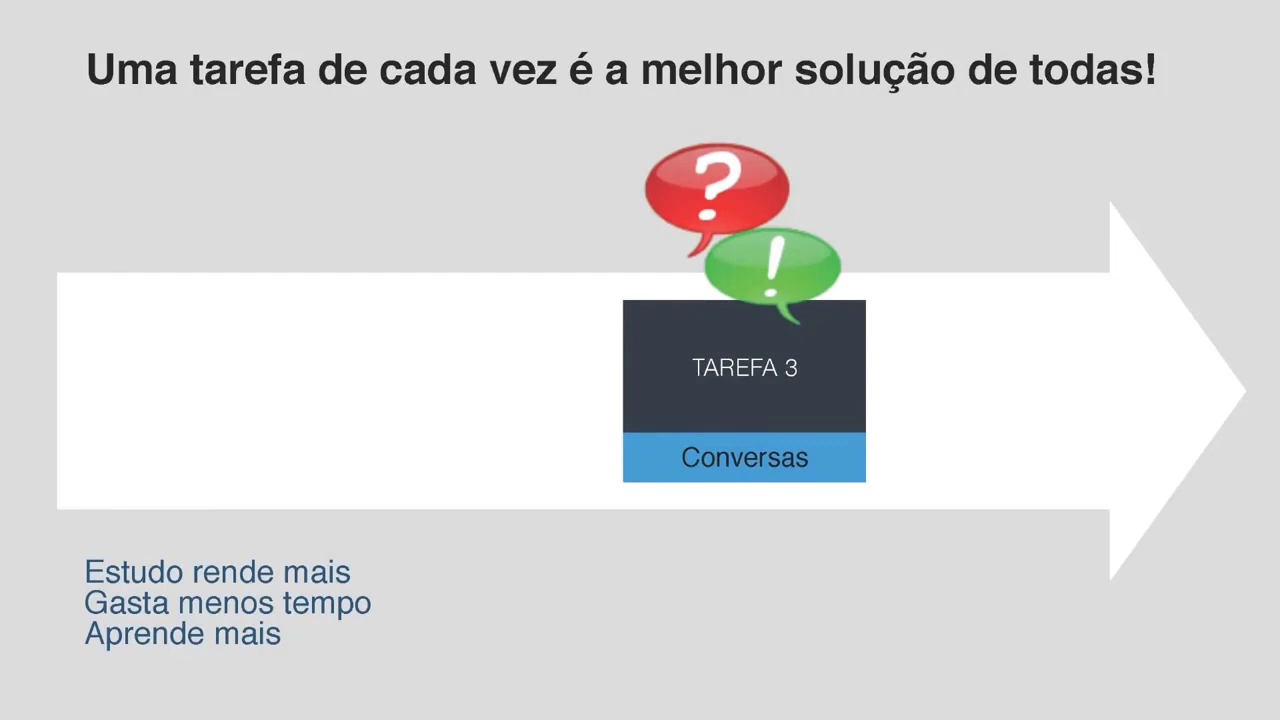 Uma tarefa de cada vez é a melhor solução de todas!
?
!
TAREFA 3
Conversas
Estudo rende mais
Gasta menos tempo
Aprende mais